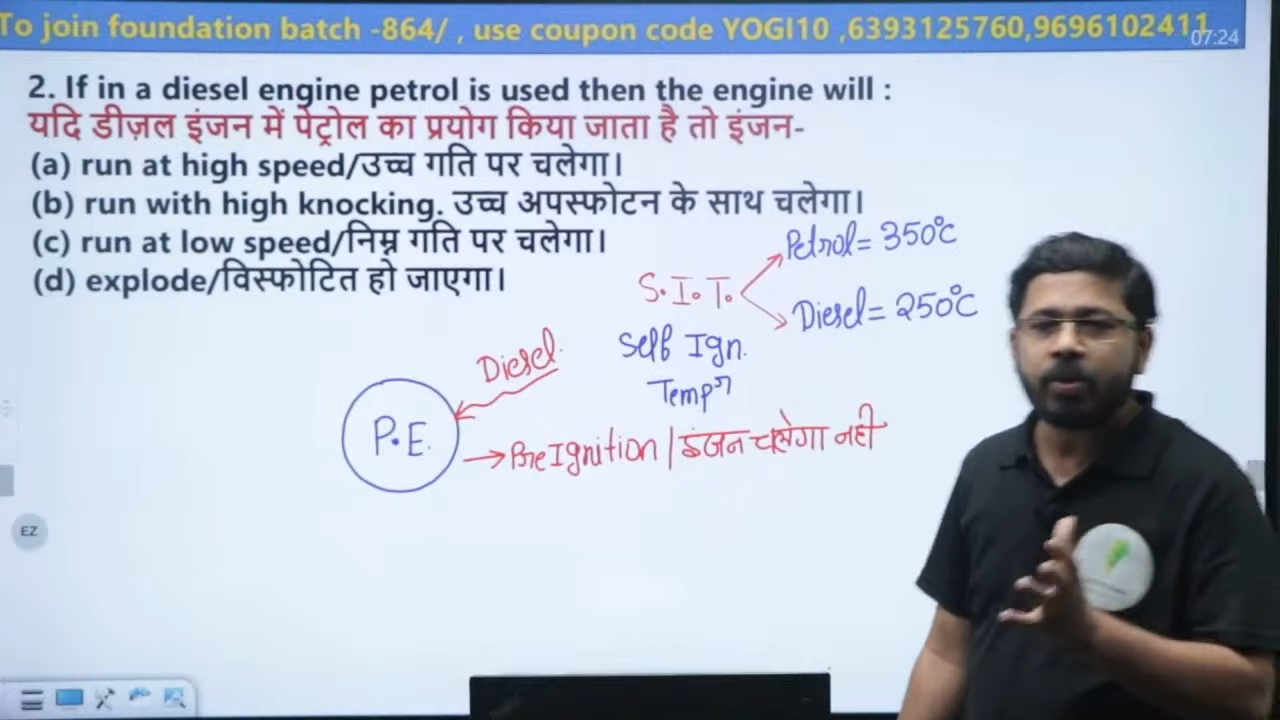 To join foundation batch -864/ , use coupon code YOGI10 ,6393125760,9696102411
07:24
2. If in a diesel engine petrol is used then the engine will :
यदि डीज़ल इंजन में पेट्रोल का प्रयोग किया जाता है तो इंजन-
(a) run at high speed/उच्च गति पर चलेगा।
(b) run with high knocking. उच्च अपस्फोटन के साथ चलेगा।
(c) run at low speed/निम्न गति पर चलेगा।
(d) explode/विस्फोटित हो जाएगा।
S.I.T.
Petrol = 350°C
Diesel = 250°C
Self Ign.
Tempʳ
Diesel.
P.E.
Pre Ignition / इंजन चलेगा नही
EZ